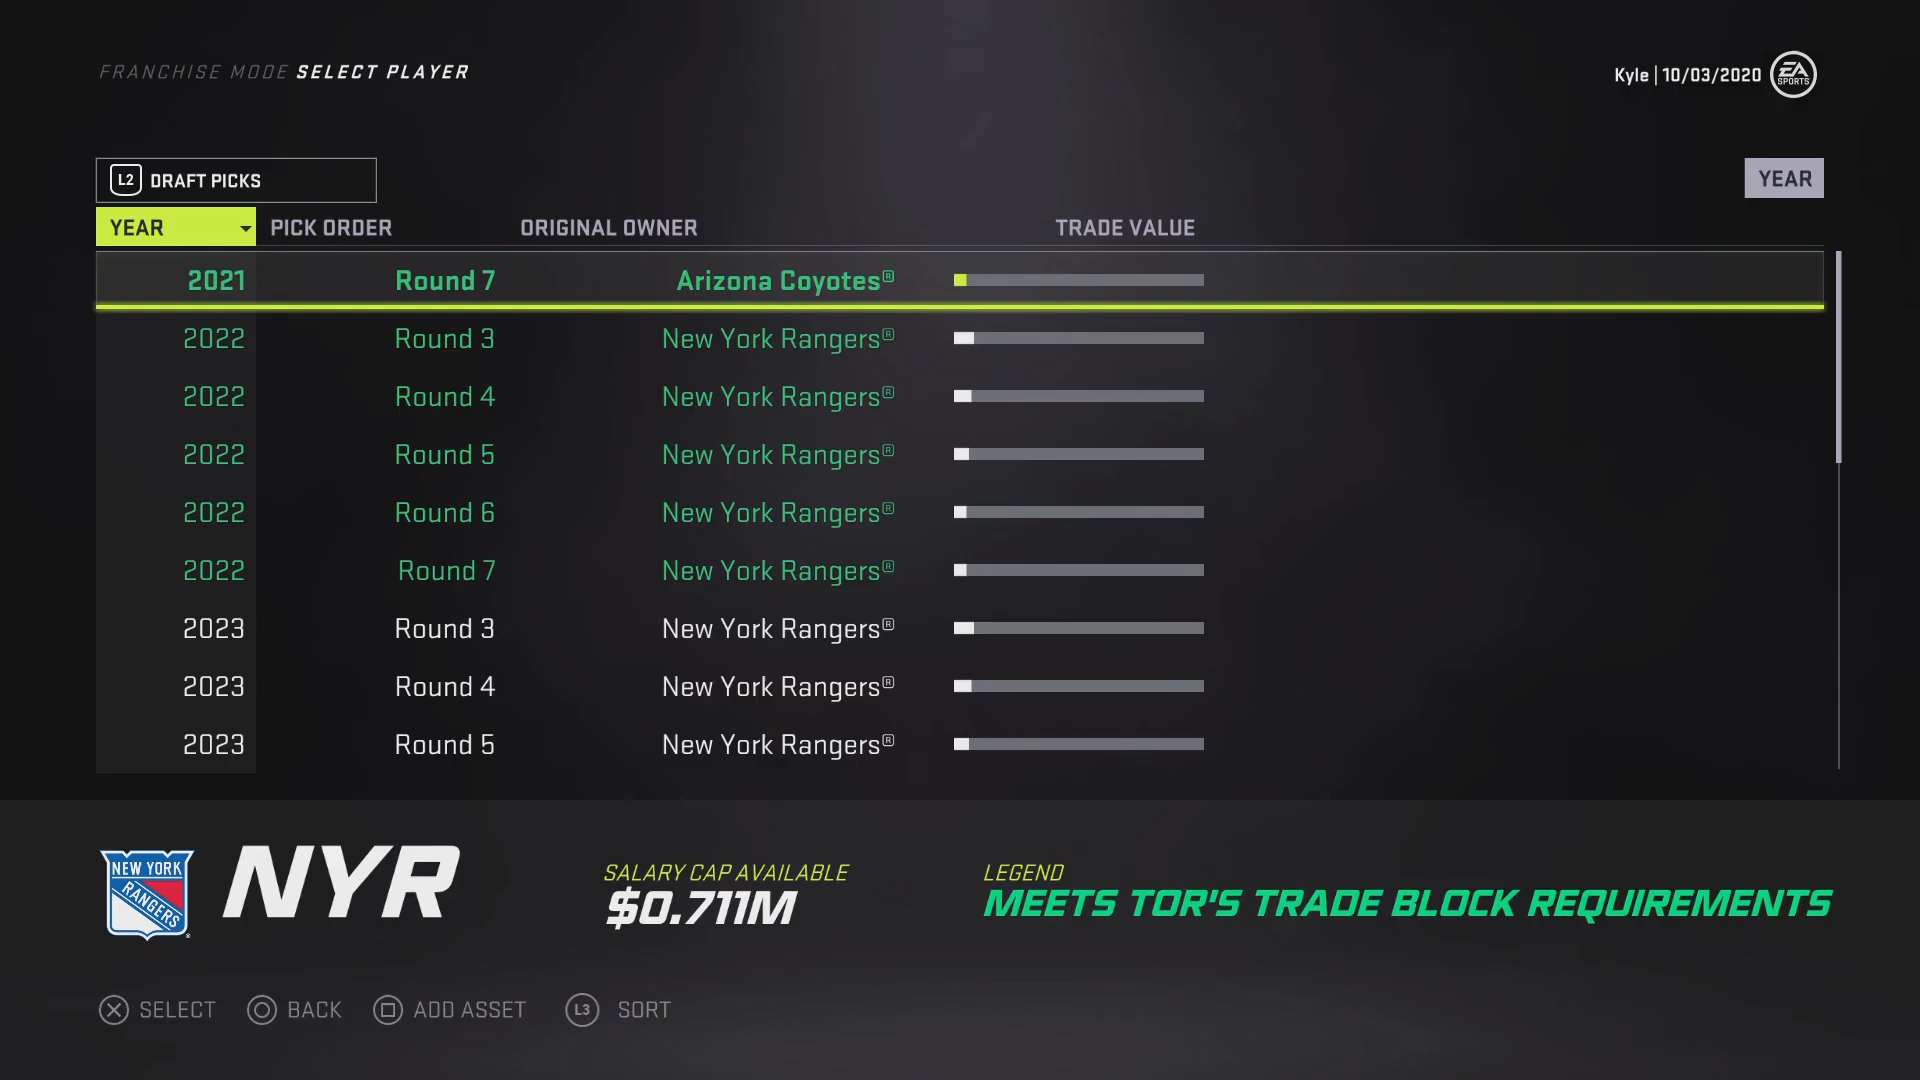 FRANCHISE MODE SELECT PLAYER
Kyle | 10/03/2020
EA SPORTS
L2 DRAFT PICKS
YEAR
YEAR PICK ORDER ORIGINAL OWNER TRADE VALUE
2021 Round 7 Arizona Coyotes®
2022 Round 3 New York Rangers®
2022 Round 4 New York Rangers®
2022 Round 5 New York Rangers®
2022 Round 6 New York Rangers®
2022 Round 7 New York Rangers®
2023 Round 3 New York Rangers®
2023 Round 4 New York Rangers®
2023 Round 5 New York Rangers®
NEW YORK
RANGERS
NYR
SALARY CAP AVAILABLE
$0.711M
LEGEND
MEETS TOR'S TRADE BLOCK REQUIREMENTS
SELECT BACK ADD ASSET L3 SORT